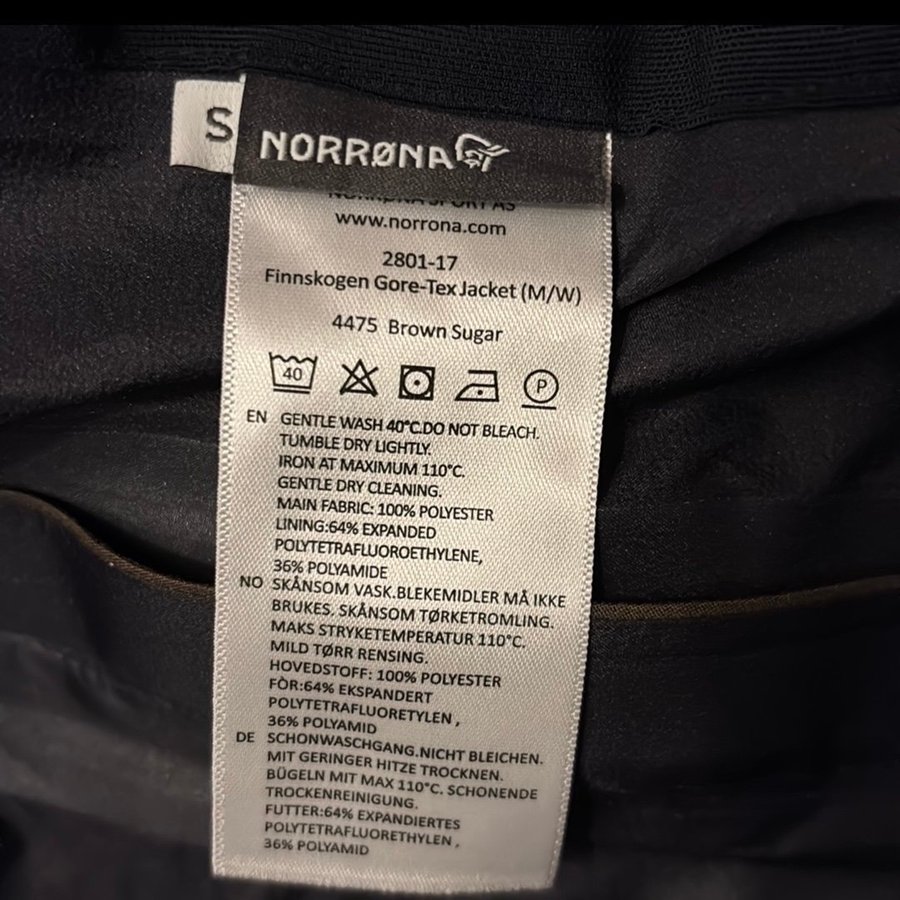 S
NORRØNA
NORRØNA SPORT AS
www.norrona.com
2801-17
Finnskogen Gore-Tex Jacket (M/W)
4475 Brown Sugar
40 P
EN GENTLE WASH 40°C.DO NOT BLEACH.
TUMBLE DRY LIGHTLY.
IRON AT MAXIMUM 110°C.
GENTLE DRY CLEANING.
MAIN FABRIC: 100% POLYESTER
LINING:64% EXPANDED
POLYTETRAFLUOROETHYLENE,
36% POLYAMIDE
NO SKÅNSOM VASK.BLEKEMIDLER MÅ IKKE
BRUKES. SKÅNSOM TØRKETROMLING.
MAKS STRYKETEMPERATUR 110°C.
MILD TØRR RENSING.
HOVEDSTOFF: 100% POLYESTER
FÒR:64% EKSPANDERT
POLYTETRAFLUORETYLEN ,
36% POLYAMID
DE SCHONWASCHGANG.NICHT BLEICHEN.
MIT GERINGER HITZE TROCKNEN.
BÜGELN MIT MAX 110°C. SCHONENDE
TROCKENREINIGUNG.
FUTTER:64% EXPANDIERTES
POLYTETRAFLUORETHYLEN ,
36% POLYAMID